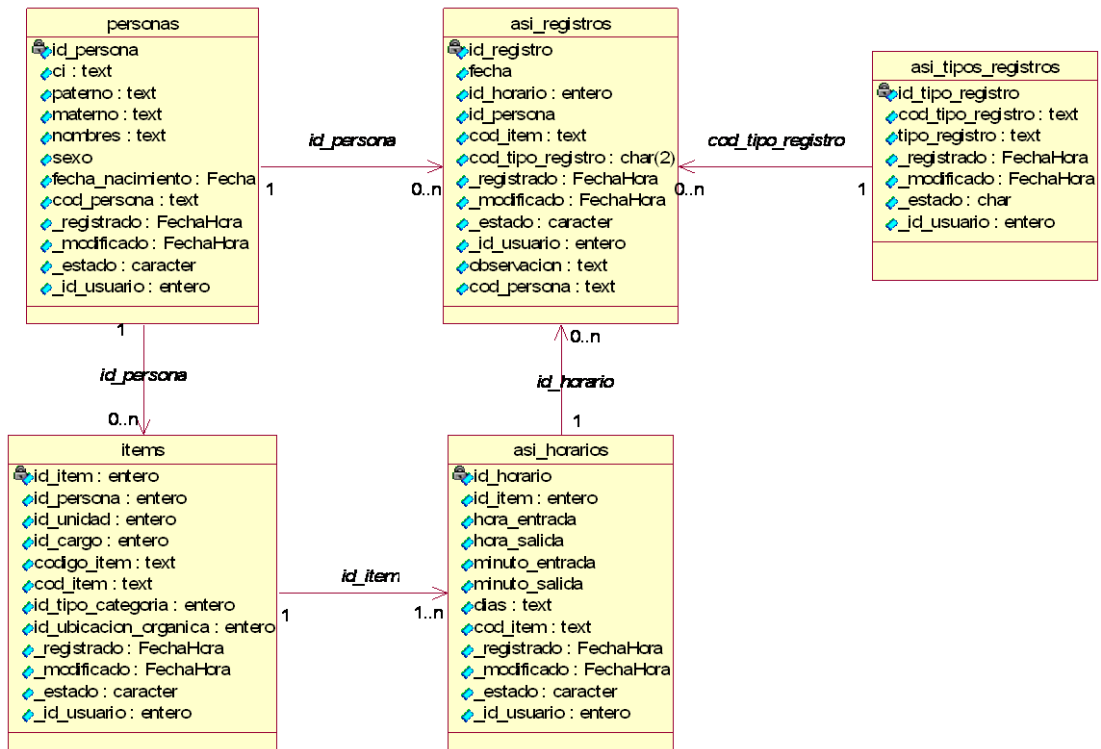 personas
id_persona
ci : text
paterno : text
materno : text
nombres : text
sexo
fecha_nacimiento : Fecha
cod_persona : text
_registrado : FechaHora
_modificado : FechaHora
_estado : caracter
_id_usuario : entero
id_persona
1
0..n
asi_registros
id_registro
fecha
id_horario : entero
id_persona
cod_item : text
cod_tipo_registro : char(2)
_registrado : FechaHora
_modificado : FechaHora
_estado : caracter
_id_usuario : entero
observacion : text
cod_persona : text
cod_tipo_registro
0..n
1
asi_tipos_registros
id_tipo_registro
cod_tipo_registro : text
tipo_registro : text
_registrado : FechaHora
_modificado : FechaHora
_estado : char
_id_usuario : entero
1
id_persona
0..n
0..n
id_horario
1
items
id_item : entero
id_persona : entero
id_unidad : entero
id_cargo : entero
codigo_item : text
cod_item : text
id_tipo_categoria : entero
id_ubicacion_organica : entero
_registrado : FechaHora
_modificado : FechaHora
_estado : caracter
_id_usuario : entero
id_item
1
1..n
asi_horarios
id_horario
id_item : entero
hora_entrada
hora_salida
minuto_entrada
minuto_salida
dias : text
cod_item : text
_registrado : FechaHora
_modificado : FechaHora
_estado : caracter
_id_usuario : entero